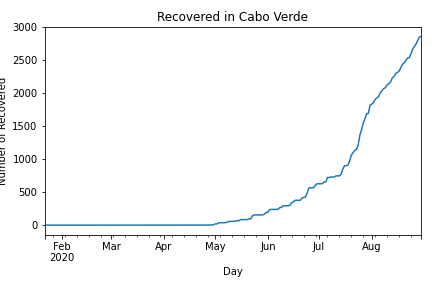 Recovered in Cabo Verde
Number of Recovered
3000
2500
2000
1500
1000
500
0
Feb Mar Apr May Jun Jul Aug
2020
Day